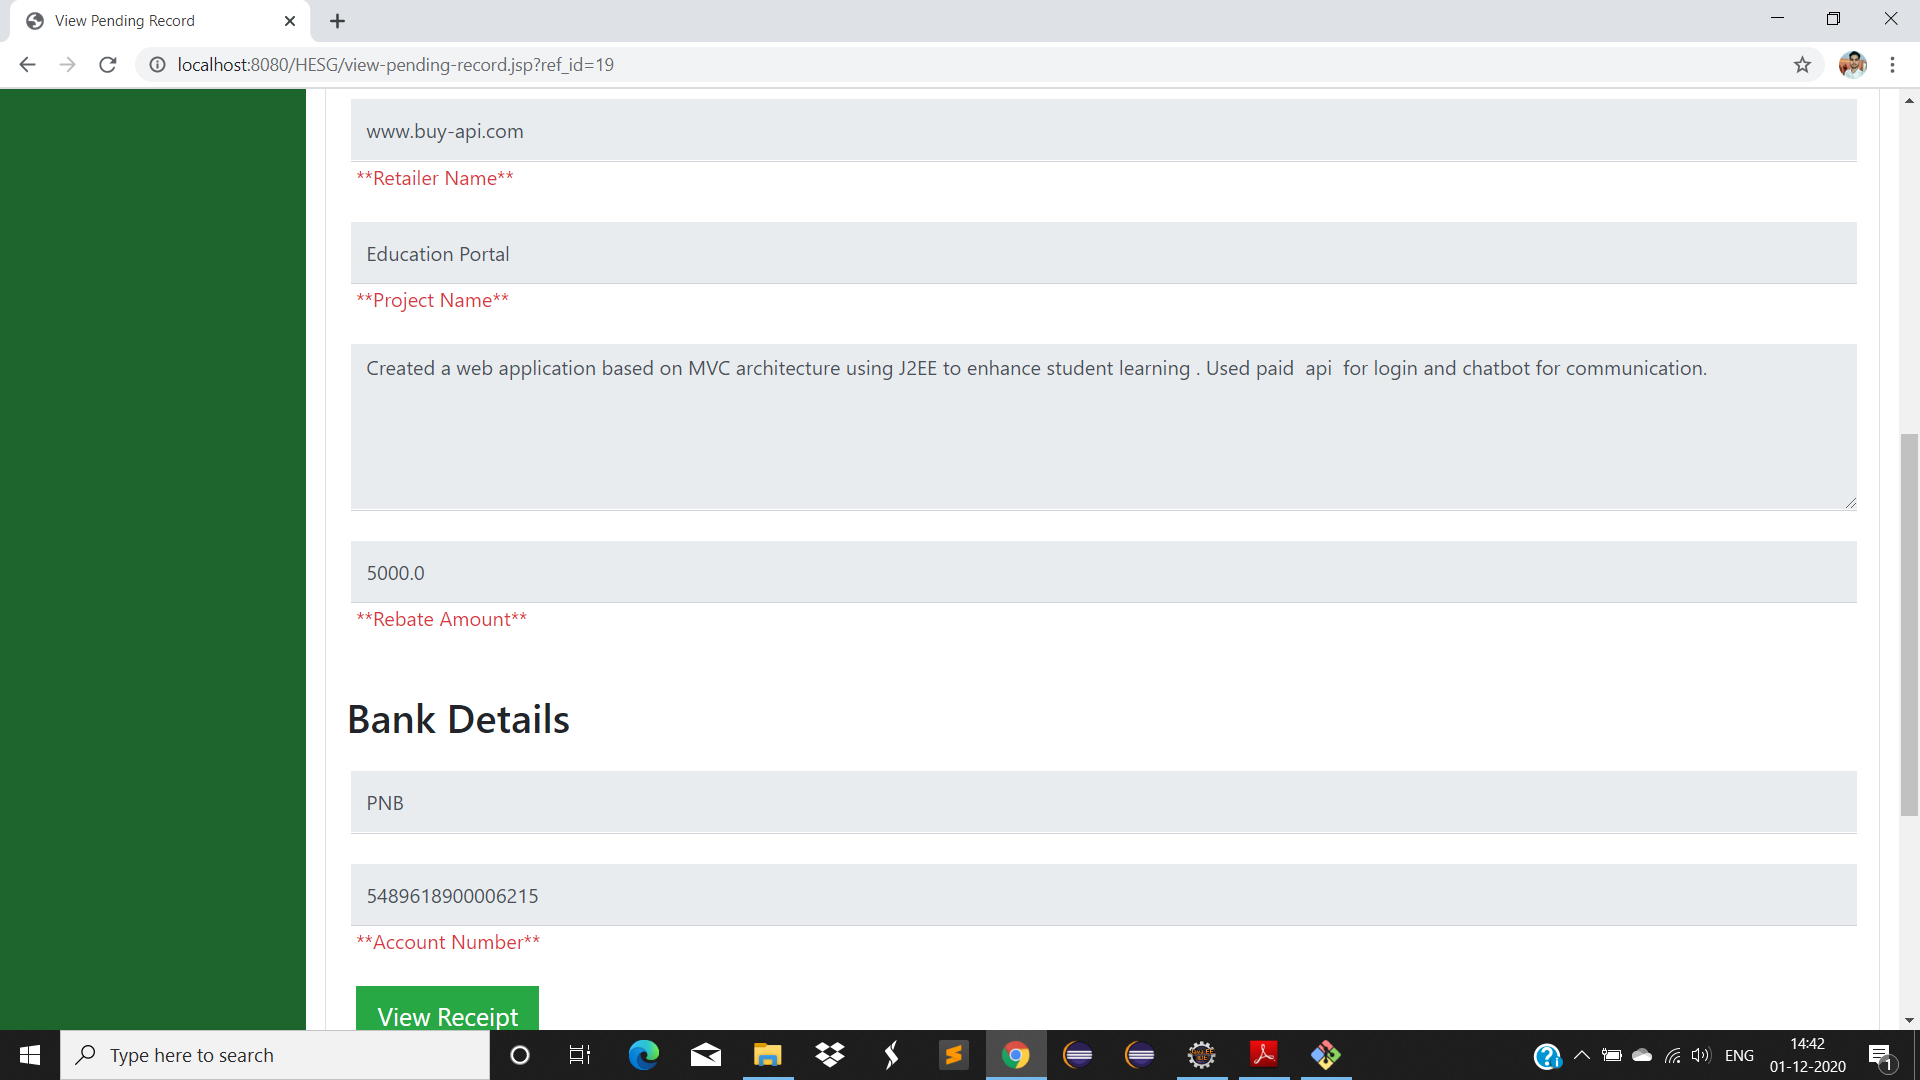 View Pending Record
localhost:8080/HESG/view-pending-record.jsp?ref_id=19
www.buy-api.com
**Retailer Name**
Education Portal
**Project Name**
Created a web application based on MVC architecture using J2EE to enhance student learning . Used paid  api  for login and chatbot for communication.
5000.0
**Rebate Amount**
Bank Details
PNB
5489618900006215
**Account Number**
View Receipt
Type here to search
ENG
14:42
01-12-2020
1